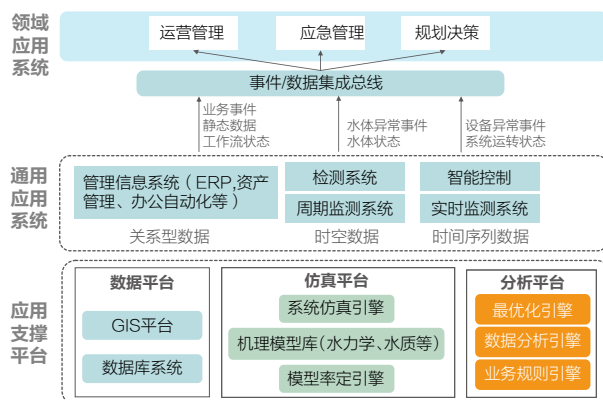 领域
应用
系统
运营管理
应急管理
规划决策
事件/数据集成总线
业务事件
静态数据
工作流状态
水体异常事件
水体状态
设备异常事件
系统运转状态
通用
应用
系统
管理信息系统（ERP,资产
管理、办公自动化等）
检测系统
周期监测系统
智能控制
实时监测系统
关系型数据
时空数据
时间序列数据
应用
支撑
平台
数据平台
GIS平台
数据库系统
仿真平台
系统仿真引擎
机理模型库(水力学、水质等)
模型率定引擎
分析平台
最优化引擎
数据分析引擎
业务规则引擎